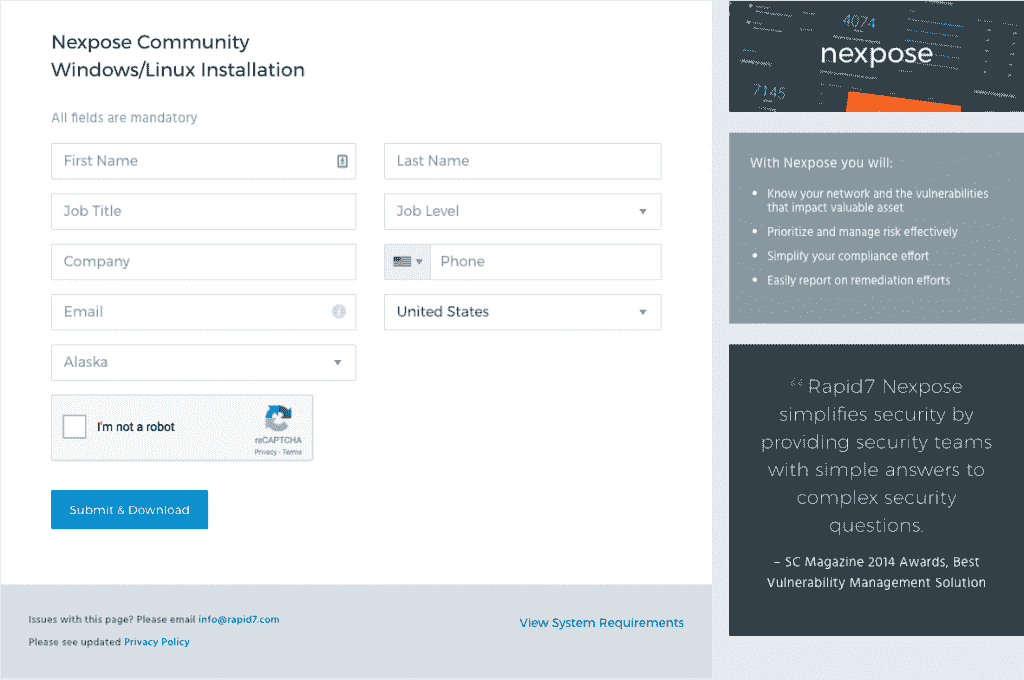 Nexpose Community
Windows/Linux Installation
All fields are mandatory
First Name
Last Name
Job Title
Job Level
Company
Phone
Email
United States
Alaska
I'm not a robot
reCAPTCHA
Privacy - Terms
Submit & Download
Issues with this page? Please email info@rapid7.com
Please see updated Privacy Policy
View System Requirements
4074
nexpose
7145
With Nexpose you will:
• Know your network and the vulnerabilities
that impact valuable asset
• Prioritize and manage risk effectively
• Simplify your compliance effort
• Easily report on remediation efforts
“ Rapid7 Nexpose
simplifies security by
providing security teams
with simple answers to
complex security
questions.
– SC Magazine 2014 Awards, Best
Vulnerability Management Solution